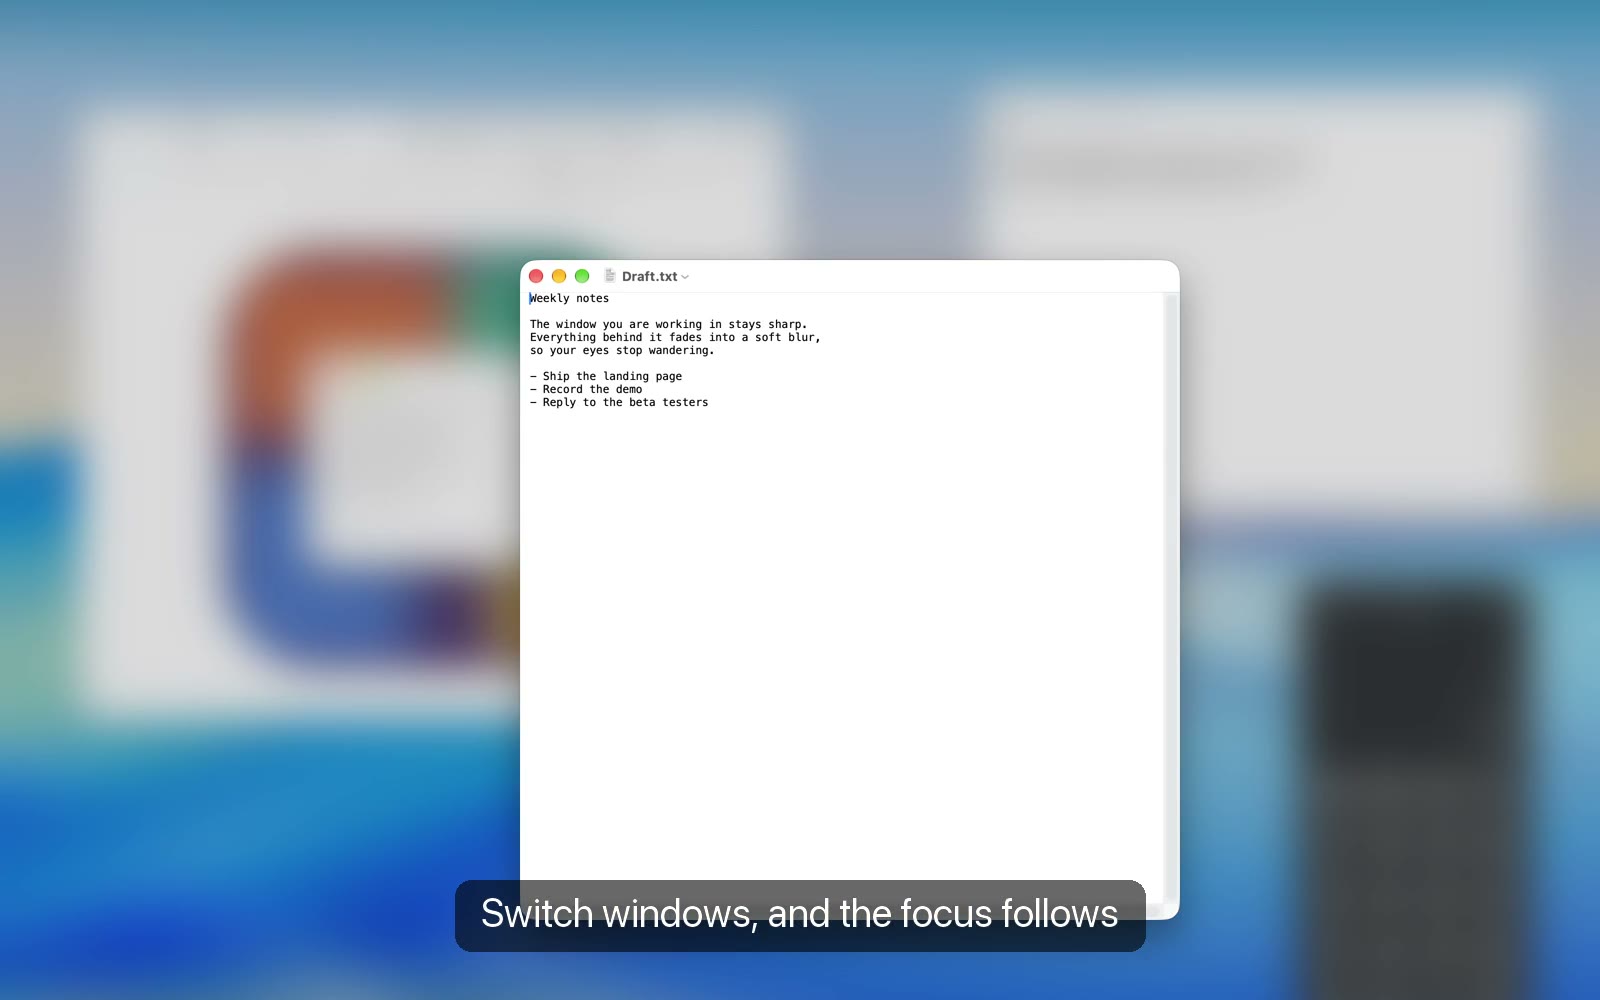 Draft.txt
Weekly notes
The window you are working in stays sharp.
Everything behind it fades into a soft blur,
so your eyes stop wandering.
- Ship the landing page
- Record the demo
- Reply to the beta testers
Switch windows, and the focus follows